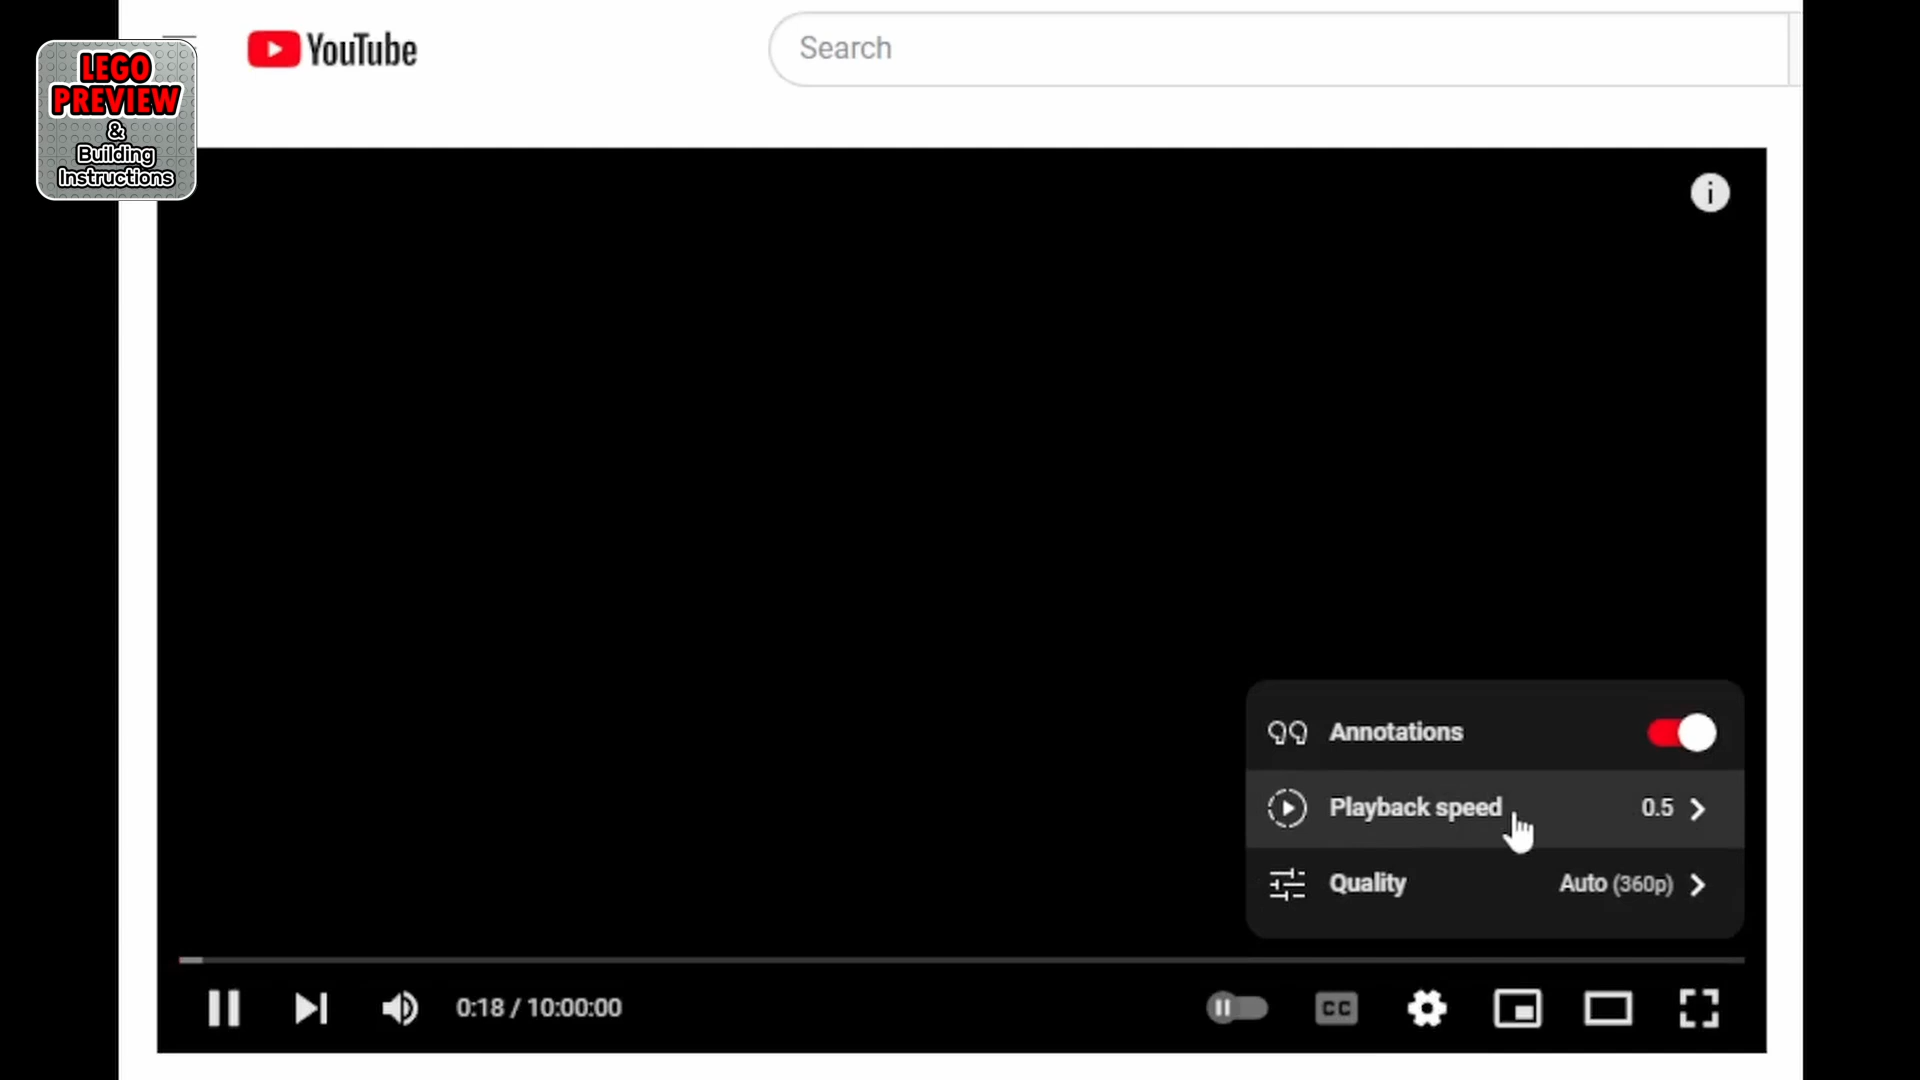 LEGO
PREVIEW
&
Building
Instructions
YouTube
Search
i
Annotations
Playback speed 0.5
Quality Auto (360p)
0:18 / 10:00:00
CC